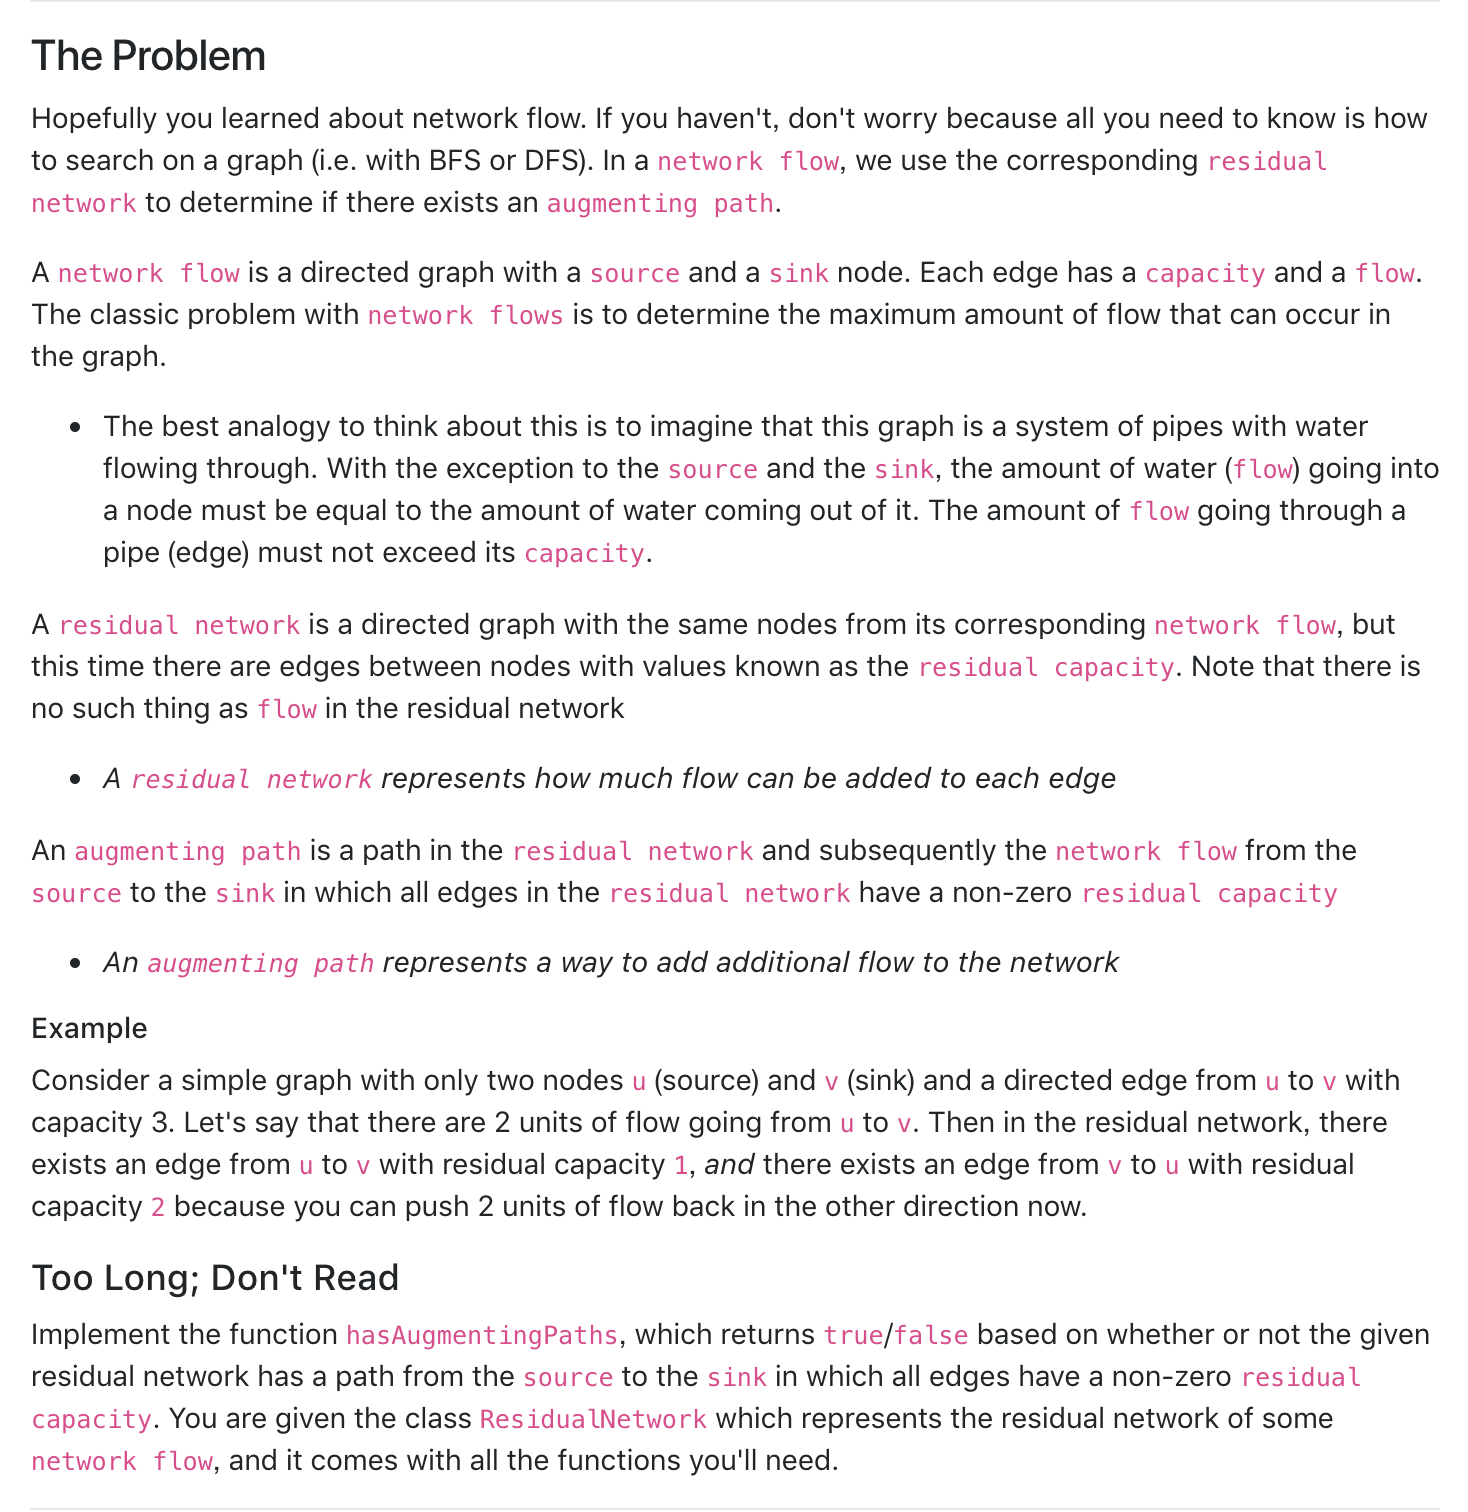 The Problem
Hopefully you learned about network flow. If you haven't, don't worry because all you need to know is how
to search on a graph (i.e. with BFS or DFS). In a network flow, we use the corresponding residual
network to determine if there exists an augmenting path.
A network flow is a directed graph with a source and a sink node. Each edge has a capacity and a flow.
The classic problem with network flows is to determine the maximum amount of flow that can occur in
the graph.
• The best analogy to think about this is to imagine that this graph is a system of pipes with water
flowing through. With the exception to the source and the sink, the amount of water (flow) going into
a node must be equal to the amount of water coming out of it. The amount of flow going through a
pipe (edge) must not exceed its capacity.
A residual network is a directed graph with the same nodes from its corresponding network flow, but
this time there are edges between nodes with values known as the residual capacity. Note that there is
no such thing as flow in the residual network
• A residual network represents how much flow can be added to each edge
An augmenting path is a path in the residual network and subsequently the network flow from the
source to the sink in which all edges in the residual network have a non-zero residual capacity
• An augmenting path represents a way to add additional flow to the network
Example
Consider a simple graph with only two nodes u (source) and v (sink) and a directed edge from u to v with
capacity 3. Let's say that there are 2 units of flow going from u to v. Then in the residual network, there
exists an edge from u to v with residual capacity 1, and there exists an edge from v to u with residual
capacity 2 because you can push 2 units of flow back in the other direction now.
Too Long; Don't Read
Implement the function hasAugmentingPaths, which returns true/false based on whether or not the given
residual network has a path from the source to the sink in which all edges have a non-zero residual
capacity. You are given the class ResidualNetwork which represents the residual network of some
network flow, and it comes with all the functions you'll need.